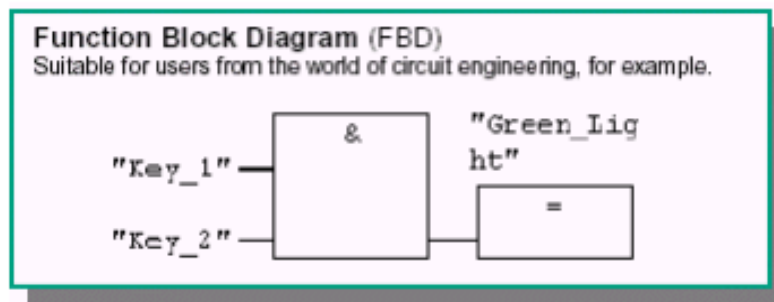 Function Block Diagram (FBD)
Suitable for users from the world of circuit engineering, for example.
"Green_Lig
ht"
&
"Key_1"
=
"Key_2"